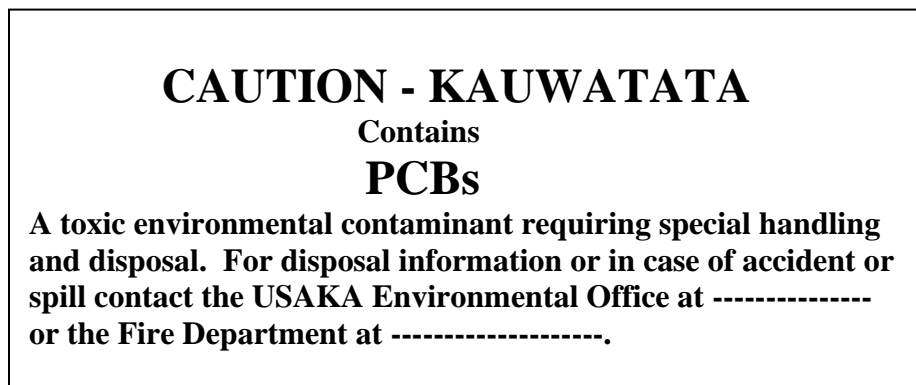 CAUTION - KAUWATATA
Contains
PCBs
A toxic environmental contaminant requiring special handling
and disposal.  For disposal information or in case of accident or
spill contact the USAKA Environmental Office at ---------------
or the Fire Department at --------------------.